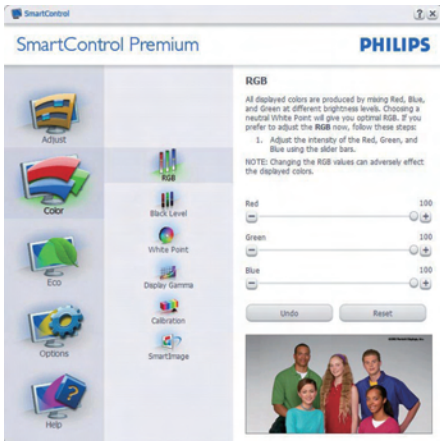 SmartControl
SmartControl Premium
PHILIPS
Adjust
Color
Eco
Options
Help
RGB
Black Level
White Point
Display Gamma
Calibration
SmartImage
RGB
All displayed colors are produced by mixing Red, Blue,
and Green at different brightness levels. Choosing a
neutral White Point will give you optimal RGB. If you
prefer to adjust the RGB now, follow these steps:
1. Adjust the intensity of the Red, Green, and
Blue using the slider bars.
NOTE: Changing the RGB values can adversely effect
the displayed colors.
Red 100
Green 100
Blue 100
Undo Reset